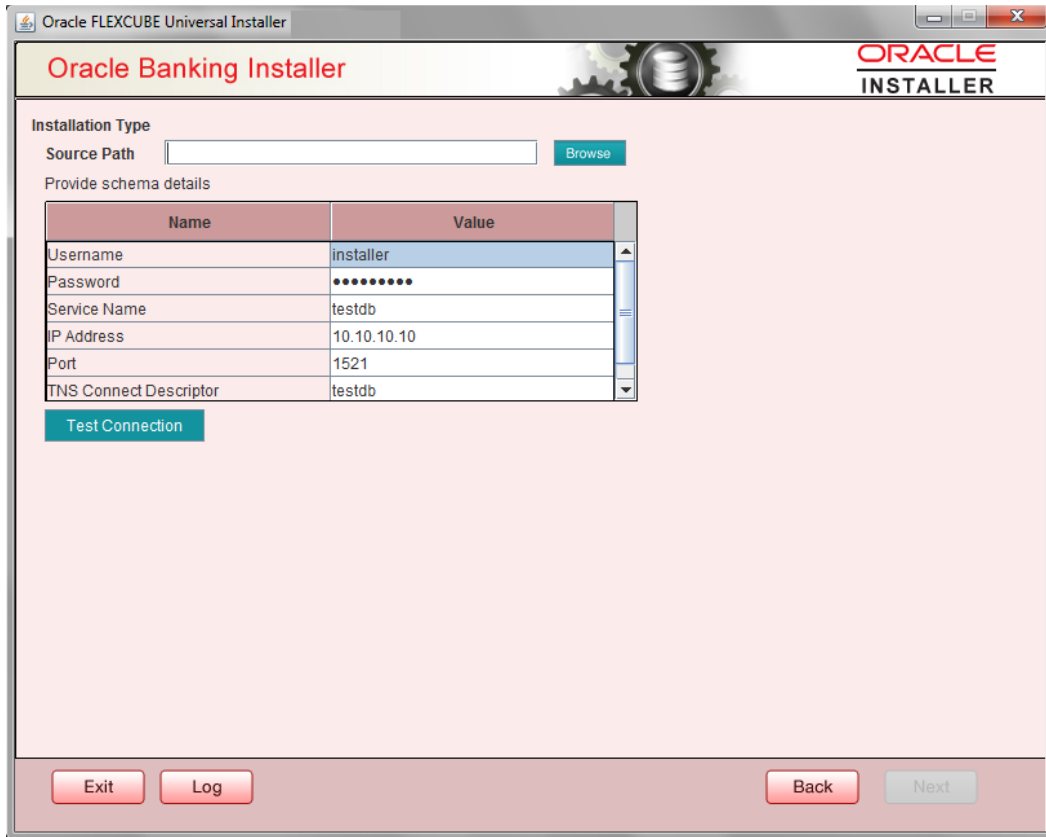 Oracle FLEXCUBE Universal Installer
Oracle Banking Installer
ORACLE
INSTALLER
Installation Type
Source Path Browse
Provide schema details
Name Value
Username installer
Password •••••••••
Service Name testdb
IP Address 10.10.10.10
Port 1521
TNS Connect Descriptor testdb
Test Connection
Exit Log Back Next